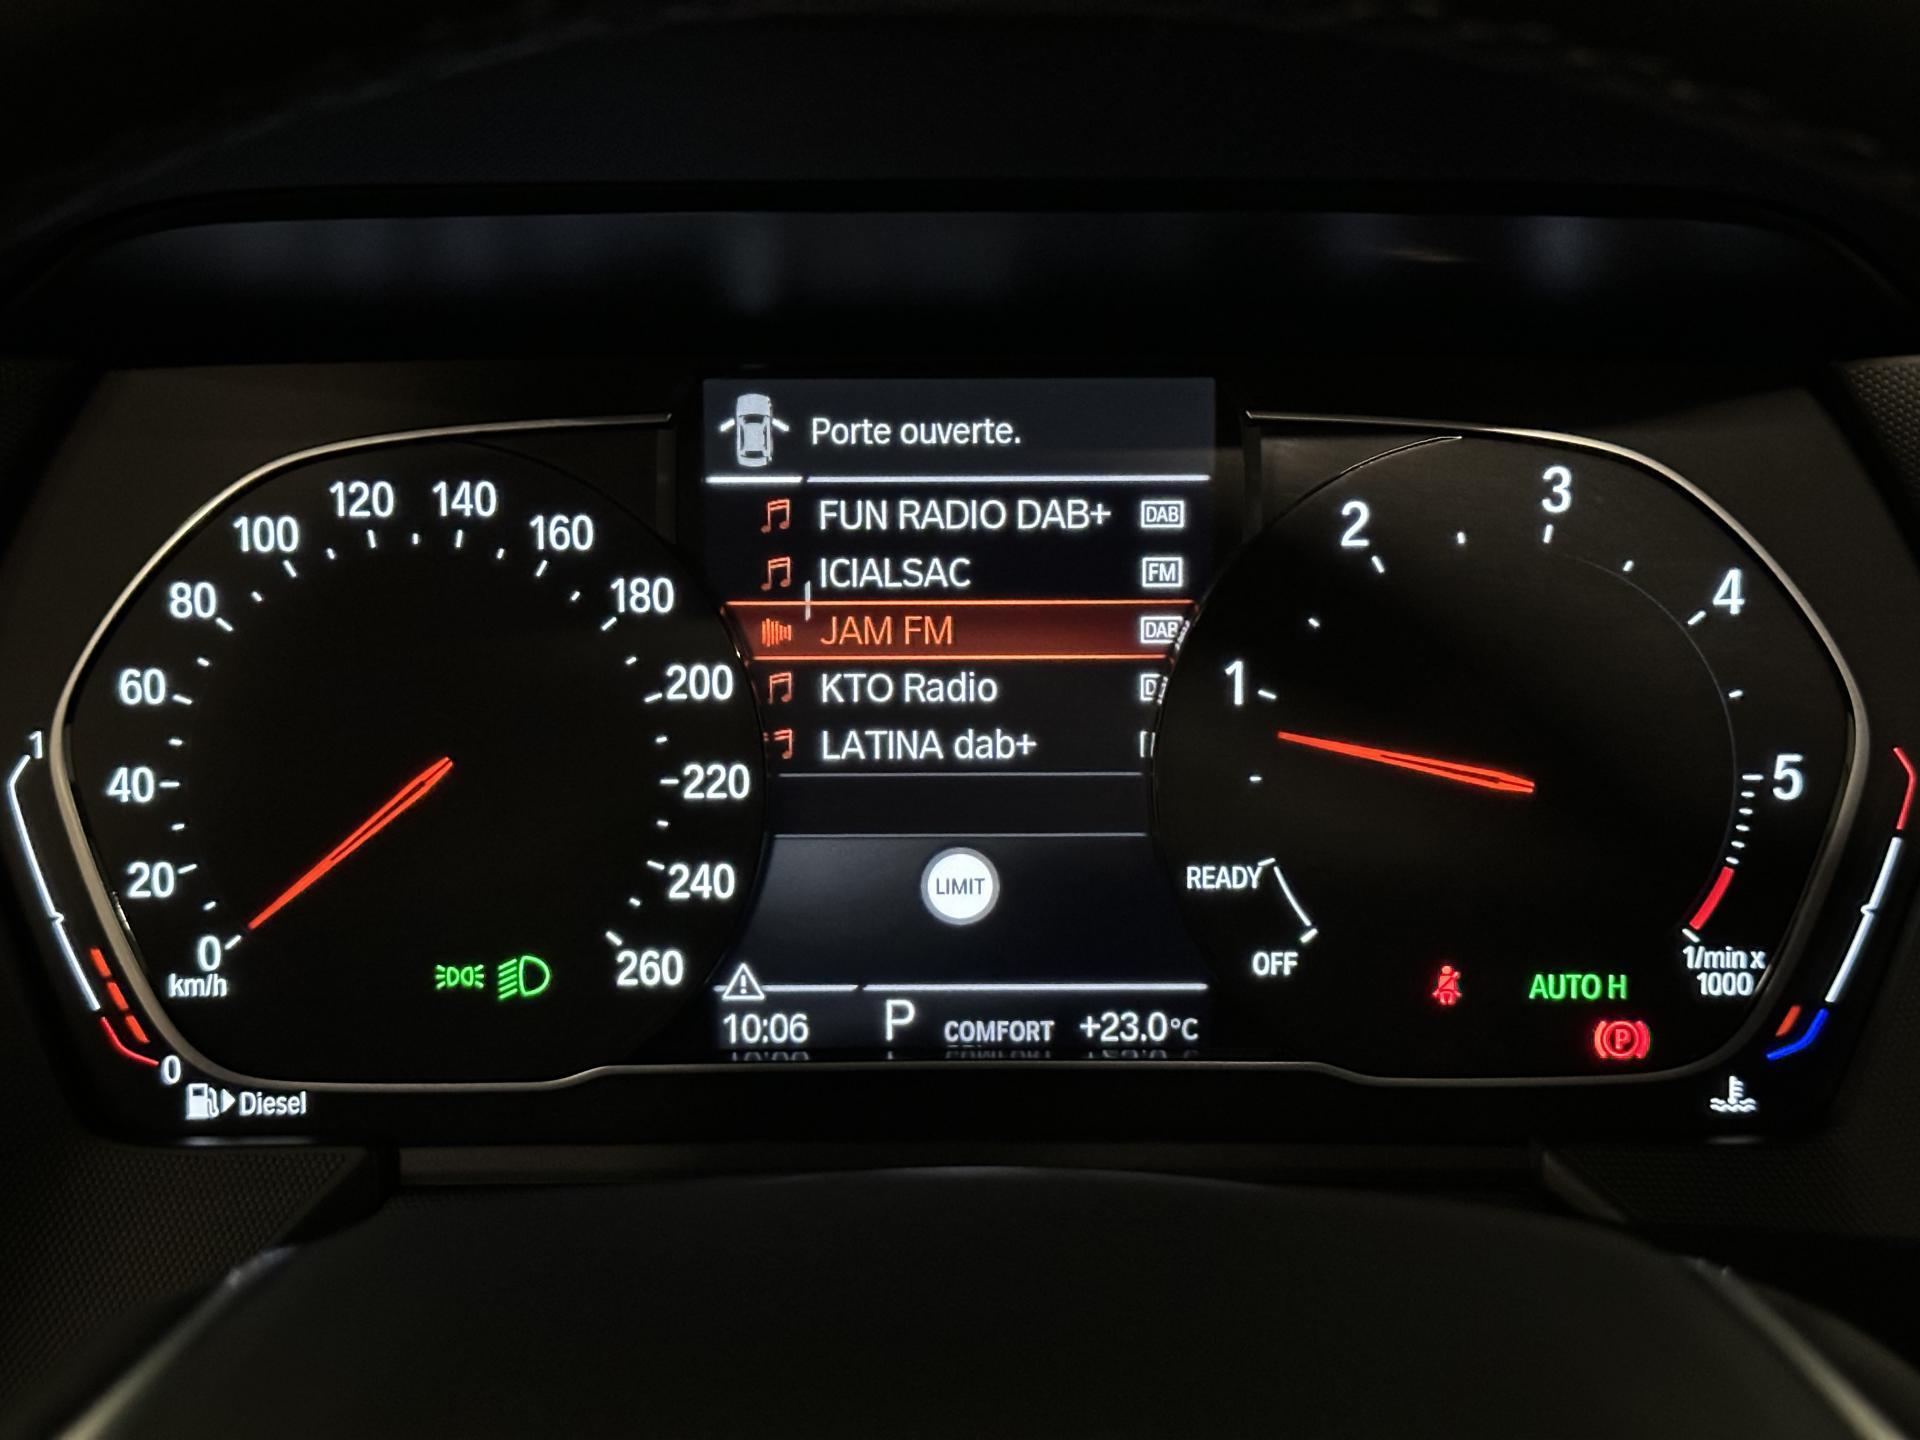 Porte ouverte.
FUN RADIO DAB+ DAB
ICIALSAC FM
JAM FM DAB
KTO Radio
LATINA dab+
LIMIT
10:06 P COMFORT +23.0°C
0
20
40
60
80
100
120
140
160
180
200
220
240
260
km/h
1
0
Diesel
1
2
3
4
5
READY
OFF
1/min x
1000
AUTO H
P